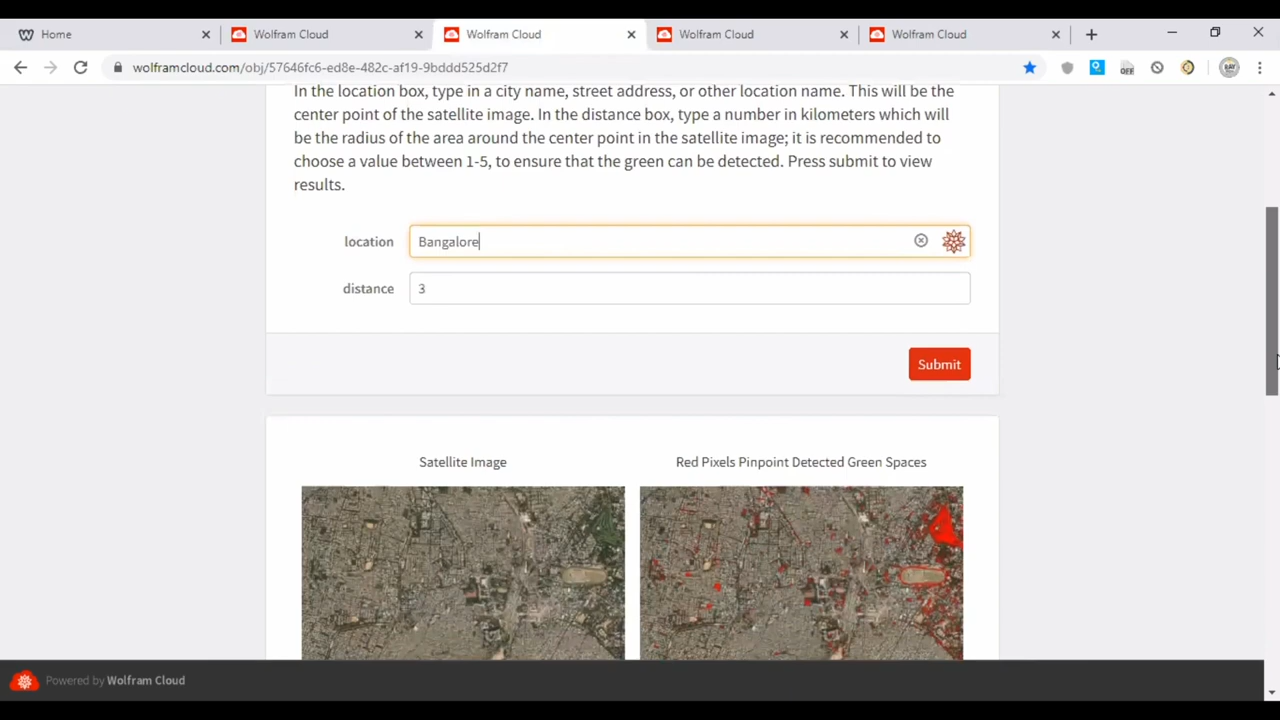 Home
Wolfram Cloud
Wolfram Cloud
Wolfram Cloud
Wolfram Cloud
wolframcloud.com/obj/57646fc6-ed8e-482c-af19-9bddd525d2f7
In the location box, type in a city name, street address, or other location name. This will be the
center point of the satellite image. In the distance box, type a number in kilometers which will
be the radius of the area around the center point in the satellite image; it is recommended to
choose a value between 1-5, to ensure that the green can be detected. Press submit to view
results.
location
Bangalore
distance
3
Submit
Satellite Image
Red Pixels Pinpoint Detected Green Spaces
Powered by Wolfram Cloud